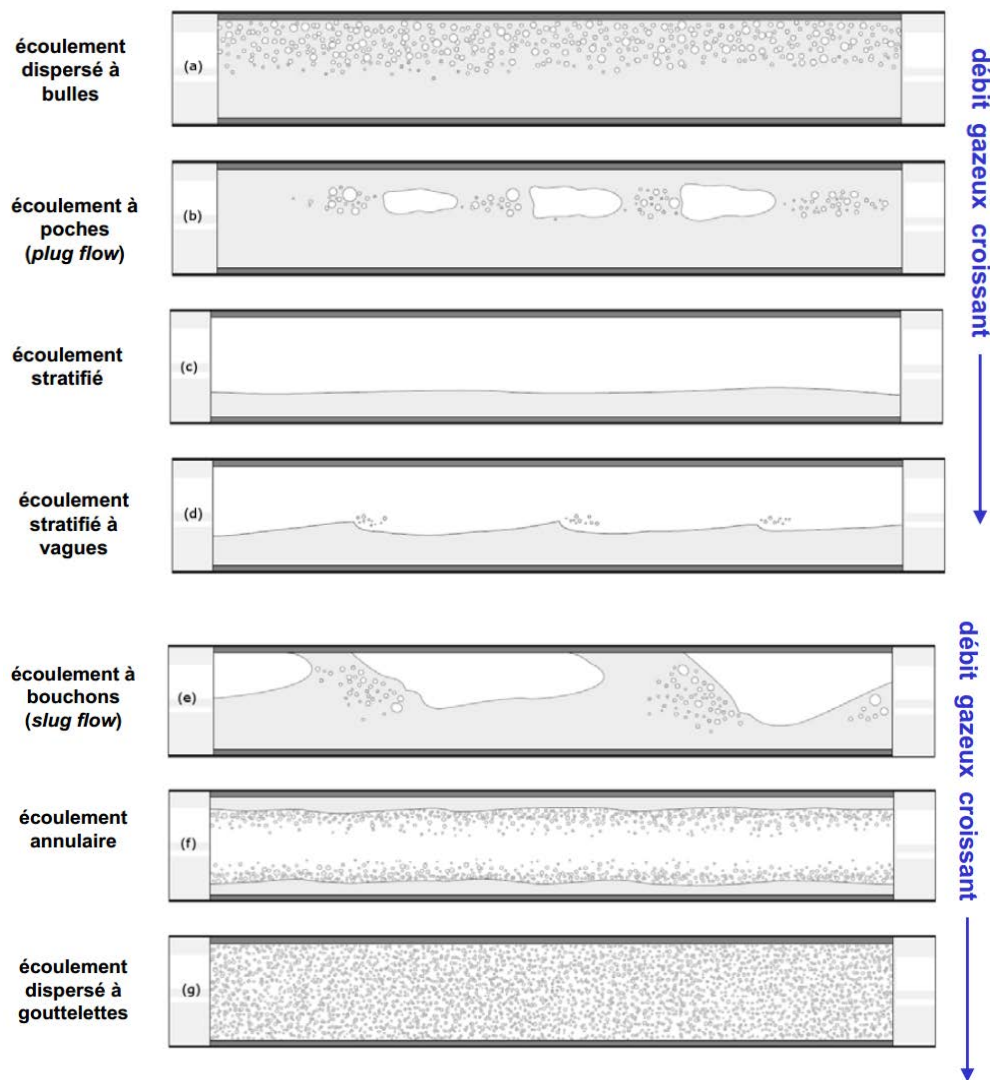 écoulement
dispersé à
bulles
(a)
écoulement à
poches
(plug flow)
(b)
écoulement
stratifié
(c)
écoulement
stratifié à
vagues
(d)
débit gazeux croissant
écoulement à
bouchons
(slug flow)
(e)
écoulement
annulaire
(f)
écoulement
dispersé à
gouttelettes
(g)
débit gazeux croissant